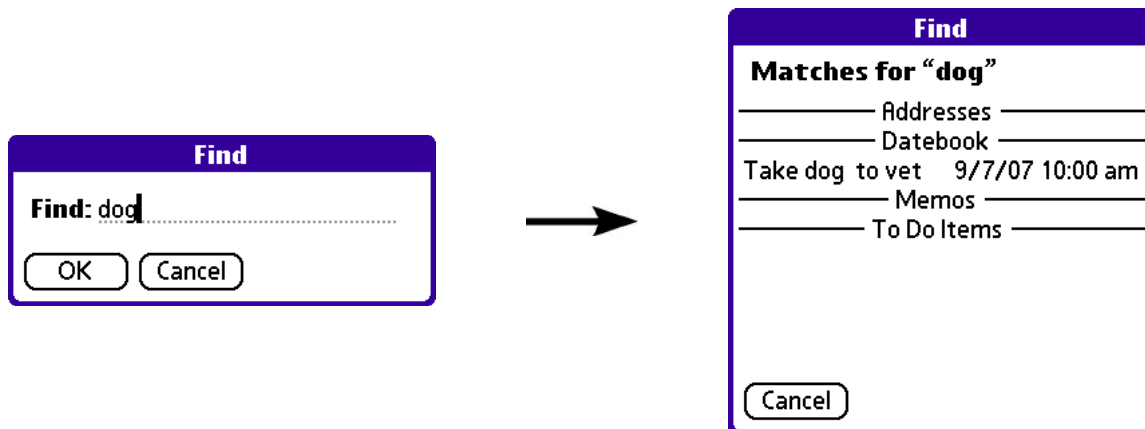 Find
Find: dog
OK Cancel
Find
Matches for “dog”
Addresses
Datebook
Take dog to vet 9/7/07 10:00 am
Memos
To Do Items
Cancel